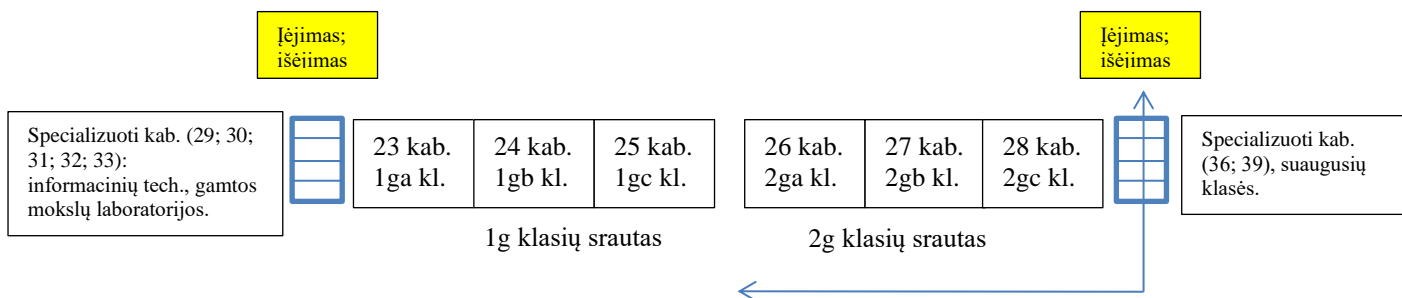 Įėjimas;
išėjimas
Įėjimas;
išėjimas
Specializuoti kab. (29; 30;
31; 32; 33):
informacinių tech., gamtos
mokslų laboratorijos.
23 kab.
1ga kl.
24 kab.
1gb kl.
25 kab.
1gc kl.
26 kab.
2ga kl.
27 kab.
2gb kl.
28 kab.
2gc kl.
Specializuoti kab.
(36; 39), suaugusių
klasės.
1g klasių srautas
2g klasių srautas